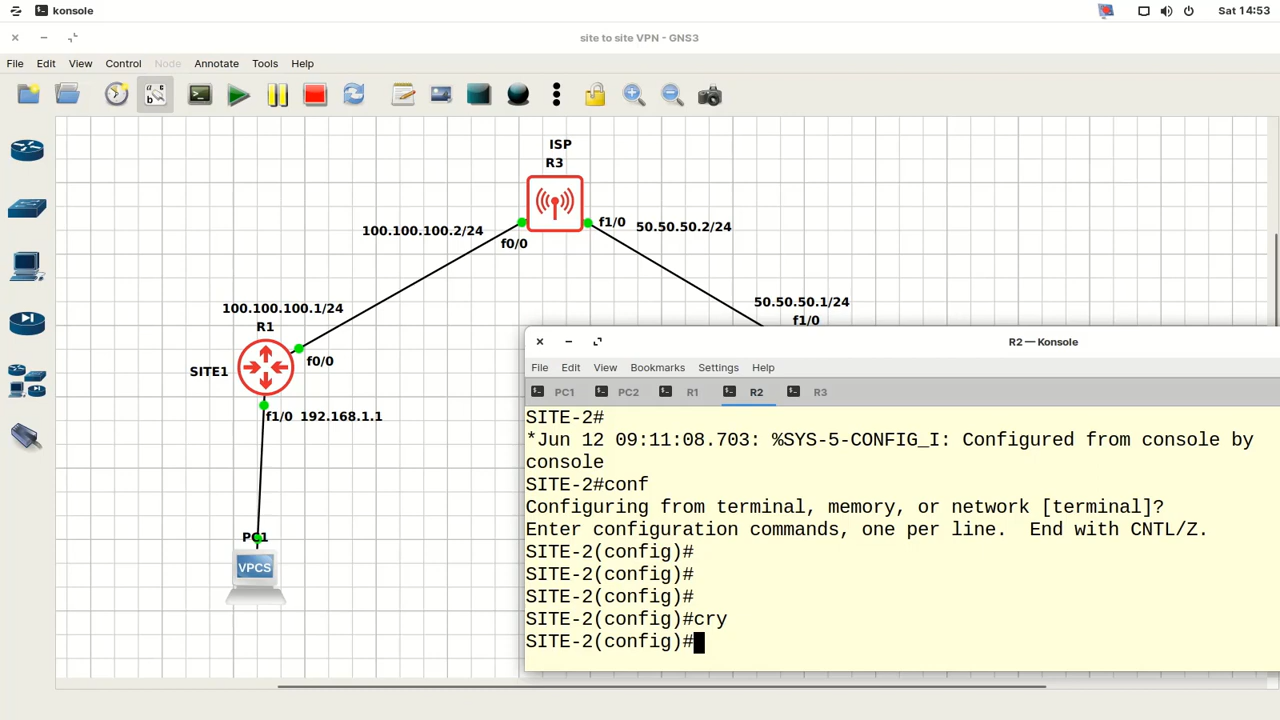 konsole
Sat 14:53
site to site VPN - GNS3
File Edit View Control Node Annotate Tools Help
ISP
R3
100.100.100.2/24
f0/0
f1/0
50.50.50.2/24
100.100.100.1/24
R1
SITE1
f0/0
50.50.50.1/24
f1/0
f1/0 192.168.1.1
PC1
VPCS
R2 — Konsole
File Edit View Bookmarks Settings Help
PC1 PC2 R1 R2 R3
SITE-2#
*Jun 12 09:11:08.703: %SYS-5-CONFIG_I: Configured from console by
console
SITE-2#conf
Configuring from terminal, memory, or network [terminal]?
Enter configuration commands, one per line.  End with CNTL/Z.
SITE-2(config)#
SITE-2(config)#
SITE-2(config)#
SITE-2(config)#cry
SITE-2(config)#